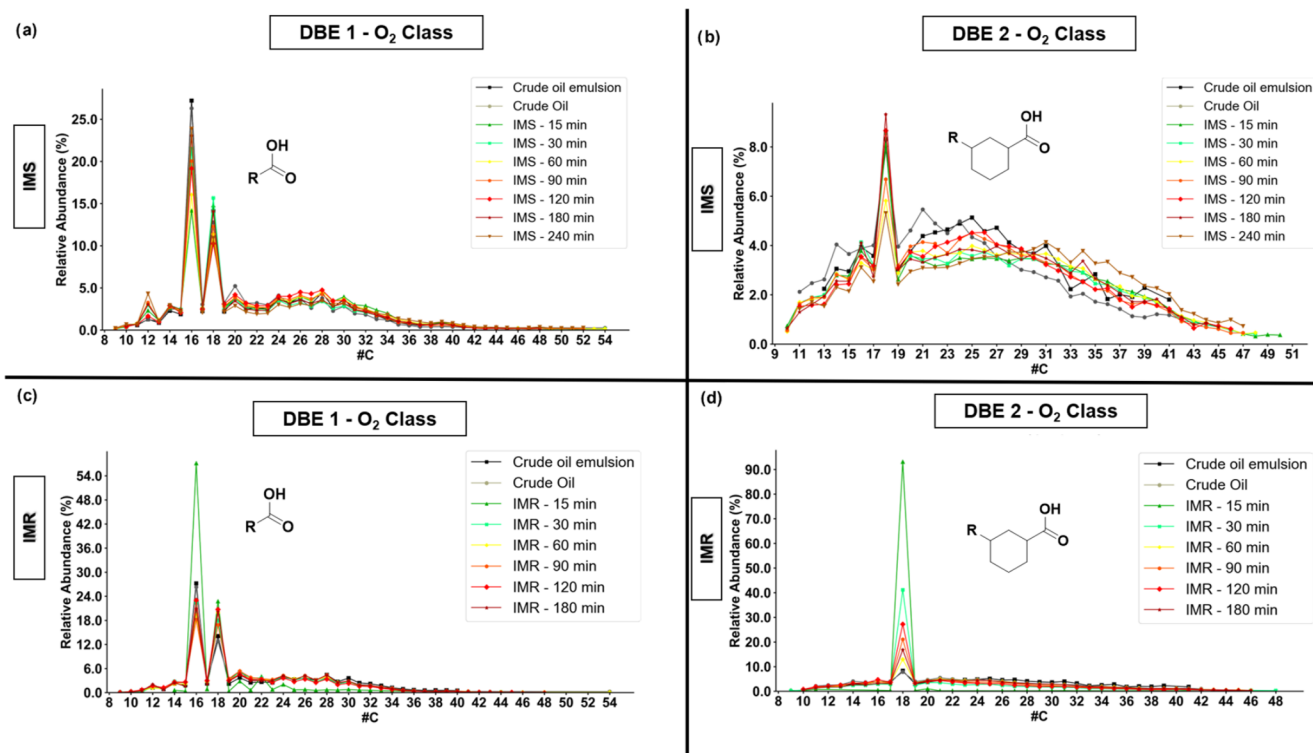 (a)
DBE 1 - O₂ Class
IMS
Relative Abundance (%)
25.0
20.0
15.0
10.0
5.0
0.0
8 10 12 14 16 18 20 22 24 26 28 30 32 34 36 38 40 42 44 46 48 50 52 54
#C
OH
R
O
Crude oil emulsion
Crude Oil
IMS - 15 min
IMS - 30 min
IMS - 60 min
IMS - 90 min
IMS - 120 min
IMS - 180 min
IMS - 240 min
(b)
DBE 2 - O₂ Class
IMS
Relative Abundance (%)
8.0
6.0
4.0
2.0
0.0
9 11 13 15 17 19 21 23 25 27 29 31 33 35 37 39 41 43 45 47 49 51
#C
OH
R
O
Crude oil emulsion
Crude Oil
IMS - 15 min
IMS - 30 min
IMS - 60 min
IMS - 90 min
IMS - 120 min
IMS - 180 min
IMS - 240 min
(c)
DBE 1 - O₂ Class
IMR
Relative Abundance (%)
54.0
48.0
42.0
36.0
30.0
24.0
18.0
12.0
6.0
0.0
8 10 12 14 16 18 20 22 24 26 28 30 32 34 36 38 40 42 44 46 48 50 52 54
#C
OH
R
O
Crude oil emulsion
Crude Oil
IMR - 15 min
IMR - 30 min
IMR - 60 min
IMR - 90 min
IMR - 120 min
IMR - 180 min
(d)
DBE 2 - O₂ Class
IMR
Relative Abundance (%)
90.0
80.0
70.0
60.0
50.0
40.0
30.0
20.0
10.0
0.0
8 10 12 14 16 18 20 22 24 26 28 30 32 34 36 38 40 42 44 46 48
#C
OH
R
O
Crude oil emulsion
Crude Oil
IMR - 15 min
IMR - 30 min
IMR - 60 min
IMR - 90 min
IMR - 120 min
IMR - 180 min